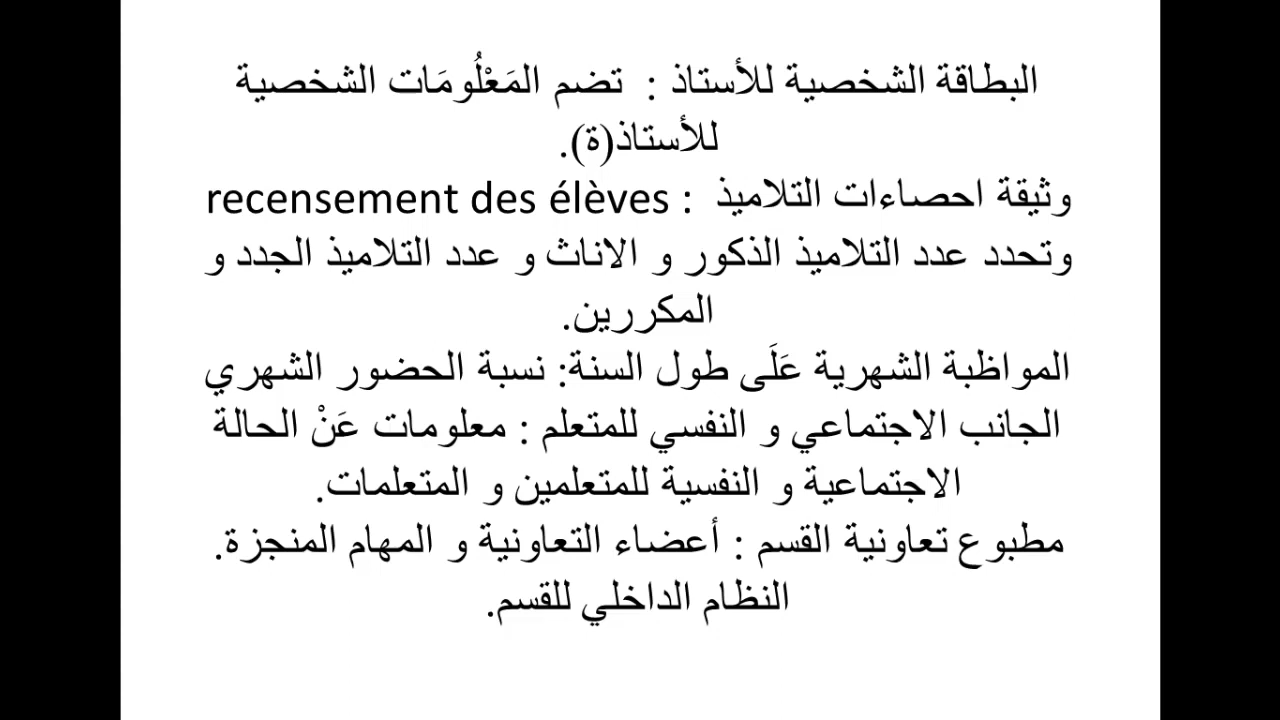 البطاقة الشخصية للأستاذ : تضم المَعْلُومَات الشخصية
للأستاذ(ة).
وثيقة احصاءات التلاميذ : recensement des élèves
وتحدد عدد التلاميذ الذكور و الاناث و عدد التلاميذ الجدد و
المكررين.
المواظبة الشهرية عَلَى طول السنة: نسبة الحضور الشهري
الجانب الاجتماعي و النفسي للمتعلم : معلومات عَنْ الحالة
الاجتماعية و النفسية للمتعلمين و المتعلمات.
مطبوع تعاونية القسم : أعضاء التعاونية و المهام المنجزة.
النظام الداخلي للقسم.